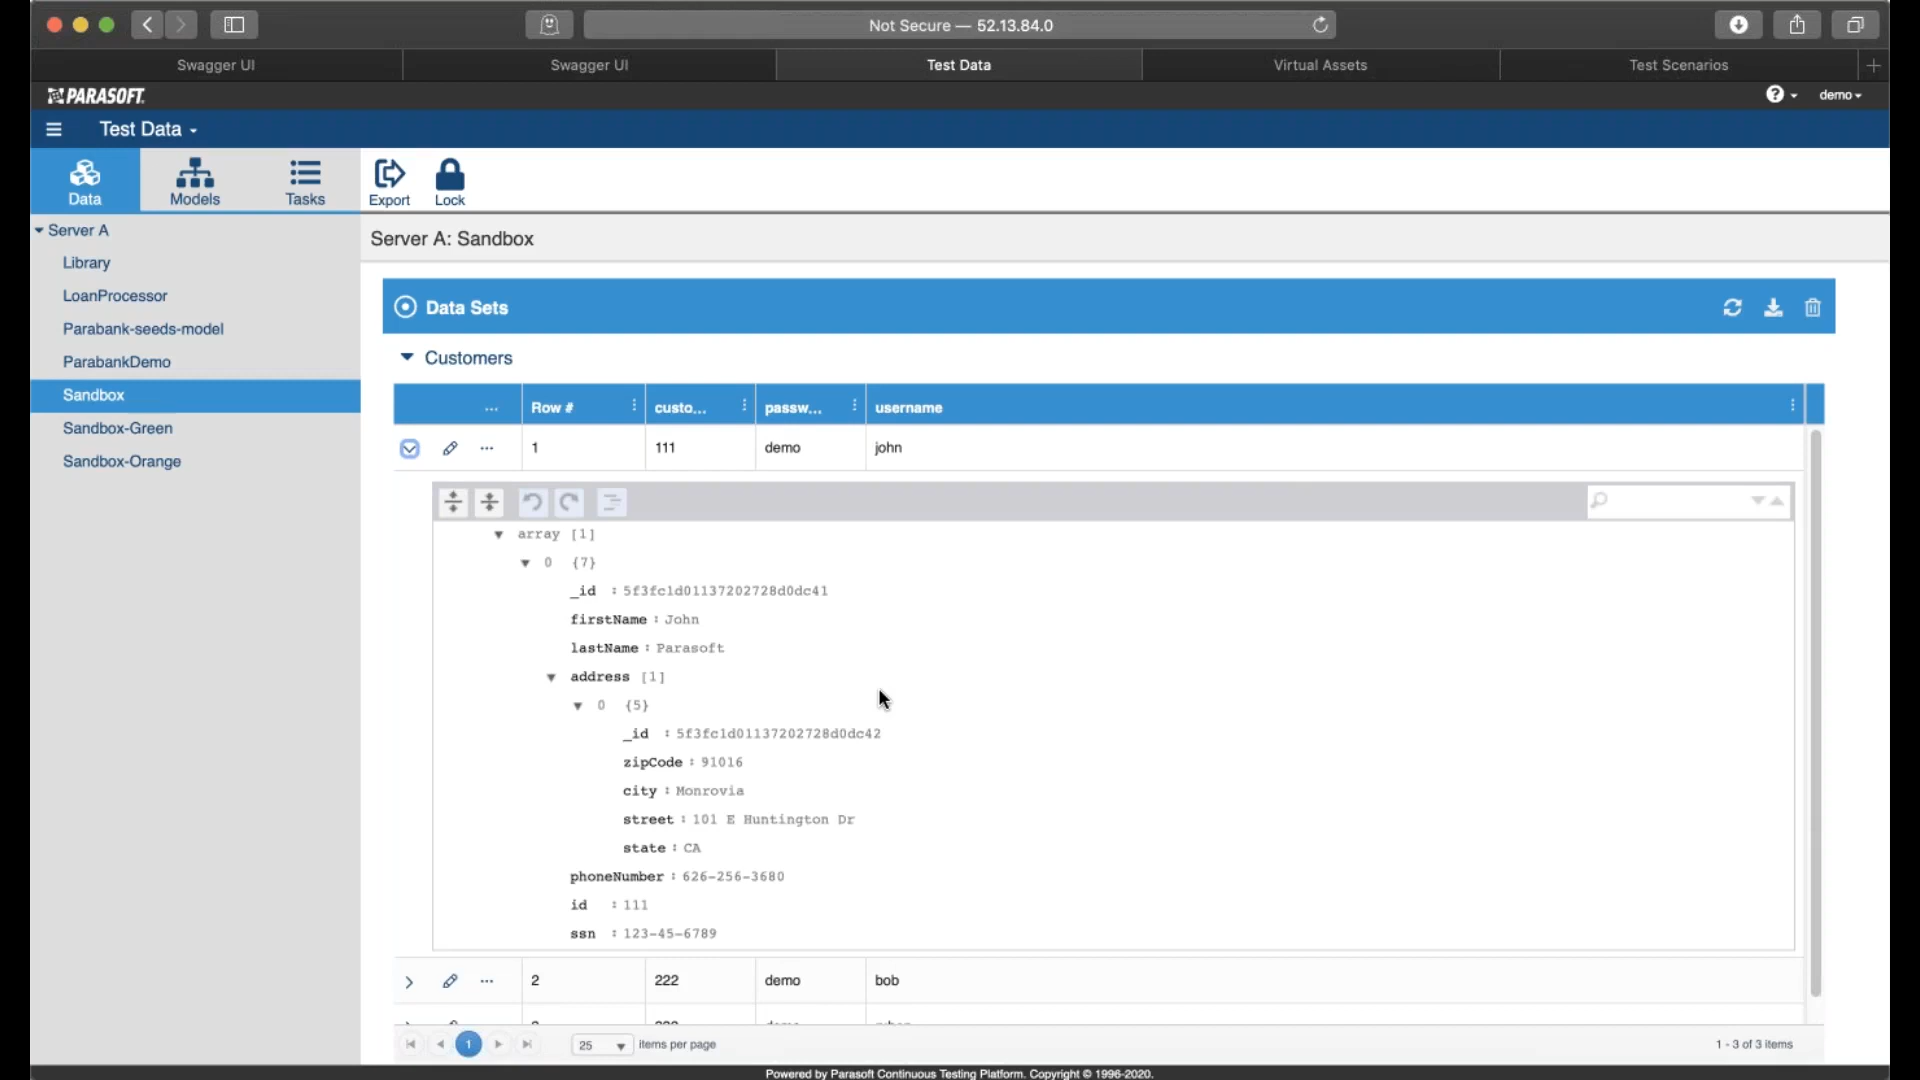 Not Secure — 52.13.84.0
Swagger UI
Swagger UI
Test Data
Virtual Assets
Test Scenarios
PARASOFT.
demo
Test Data
Data
Models
Tasks
Export
Lock
Server A
Library
LoanProcessor
Parabank-seeds-model
ParabankDemo
Sandbox
Sandbox-Green
Sandbox-Orange
Server A: Sandbox
Data Sets
Customers
... Row # custo... passw... username
... 1 111 demo john
array [1]
0 {7}
_id : 5f3fc1d01137202728d0dc41
firstName : John
lastName : Parasoft
address [1]
0 {5}
_id : 5f3fc1d01137202728d0dc42
zipCode : 91016
city : Monrovia
street : 101 E Huntington Dr
state : CA
phoneNumber : 626-256-3680
id : 111
ssn : 123-45-6789
... 2 222 demo bob
1
25 items per page
1 - 3 of 3 items
Powered by Parasoft Continuous Testing Platform. Copyright © 1996-2020.